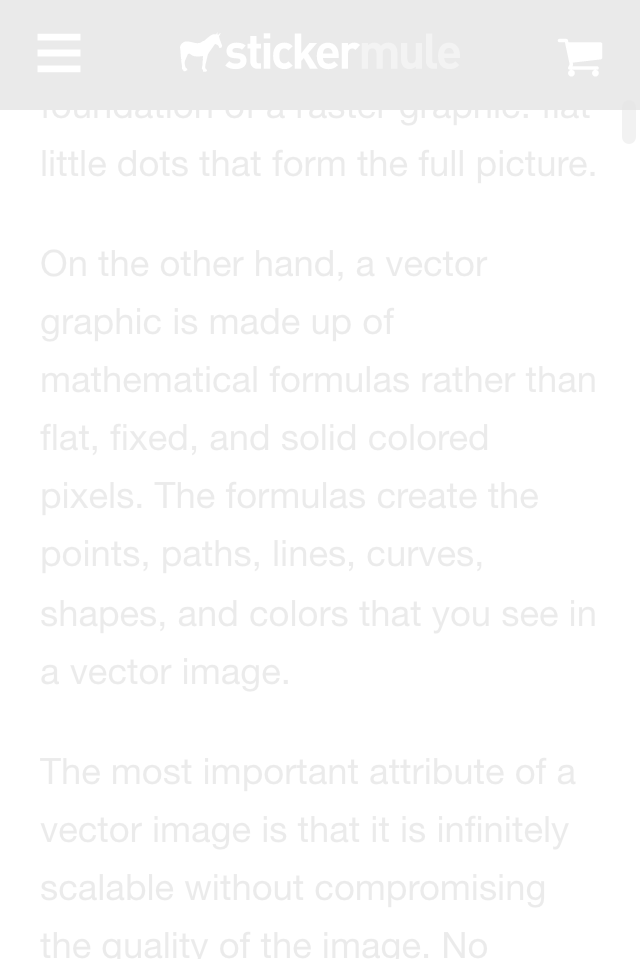 stickermule
foundation of a raster graphic: flat
little dots that form the full picture.
On the other hand, a vector
graphic is made up of
mathematical formulas rather than
flat, fixed, and solid colored
pixels. The formulas create the
points, paths, lines, curves,
shapes, and colors that you see in
a vector image.
The most important attribute of a
vector image is that it is infinitely
scalable without compromising
the quality of the image. No